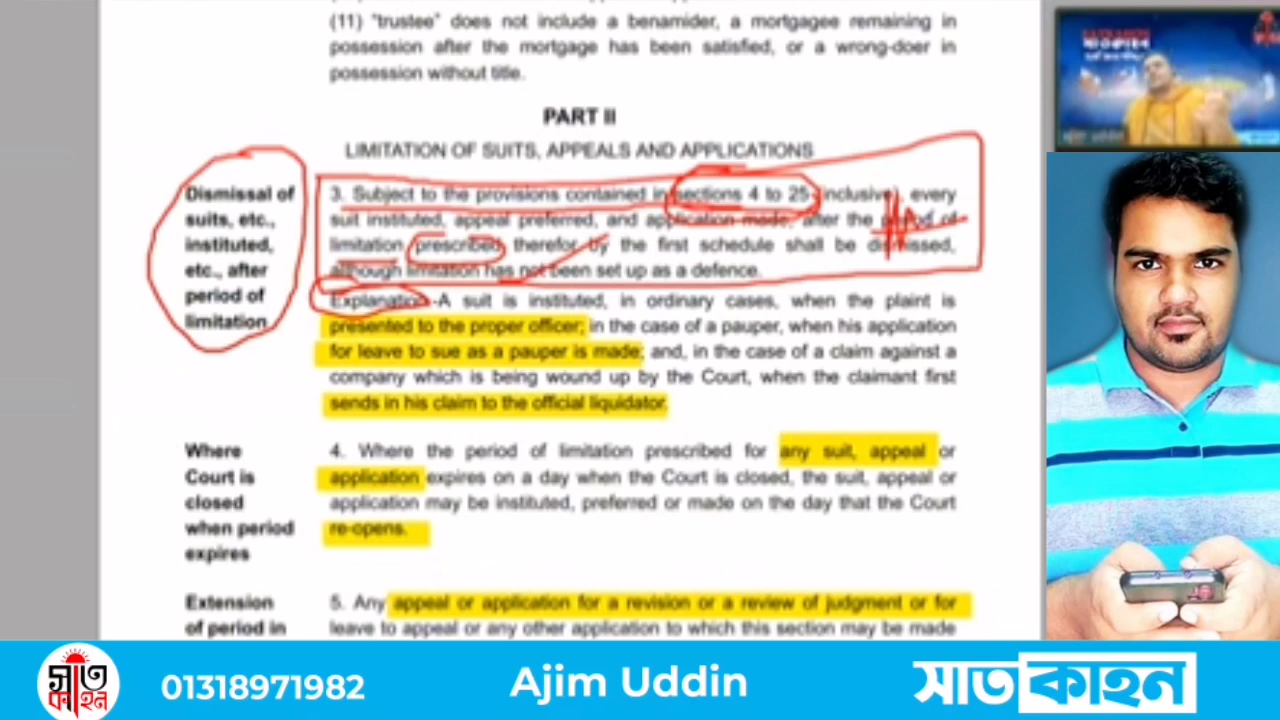 (11) "trustee" does not include a benamider, a mortgagee remaining in
possession after the mortgage has been satisfied, or a wrong-doer in
possession without title.
PART II
LIMITATION OF SUITS, APPEALS AND APPLICATIONS
Dismissal of
suits, etc.,
instituted,
etc., after
period of
limitation
3. Subject to the provisions contained in sections 4 to 25 (inclusive), every
suit instituted, appeal preferred, and application made, after the period of
limitation prescribed therefor by the first schedule shall be dismissed,
although limitation has not been set up as a defence.
Explanation.-A suit is instituted, in ordinary cases, when the plaint is
presented to the proper officer; in the case of a pauper, when his application
for leave to sue as a pauper is made; and, in the case of a claim against a
company which is being wound up by the Court, when the claimant first
sends in his claim to the official liquidator.
Where
Court is
closed
when period
expires
4. Where the period of limitation prescribed for any suit, appeal or
application expires on a day when the Court is closed, the suit, appeal or
application may be instituted, preferred or made on the day that the Court
re-opens.
Extension
of period in
5. Any appeal or application for a revision or a review of judgment or for
leave to appeal or any other application to which this section may be made
সাত
কাহন
01318971982
Ajim Uddin
সাতকাহন